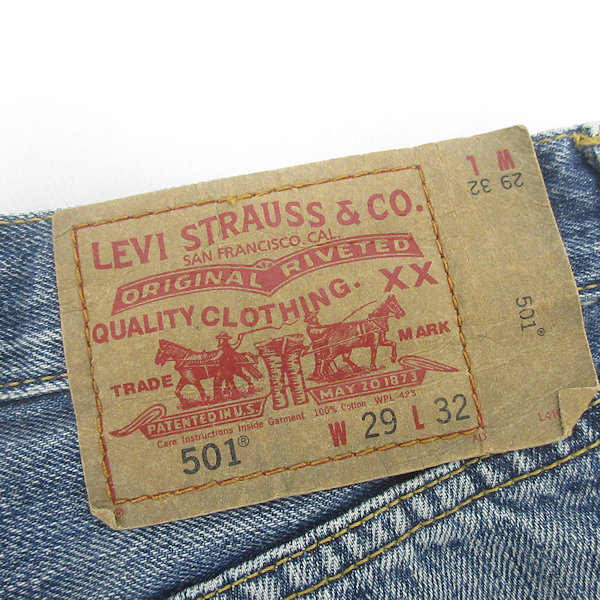 LEVI STRAUSS & CO.
SAN FRANCISCO CAL.
ORIGINAL RIVETED
QUALITY CLOTHING. XX
TRADE MARK
PATENTED IN U.S. MAY 20 1873
Care Instructions Inside Garment 100% Cotton WPL 423
501® W 29 L 32
®
W L
29 32
501®